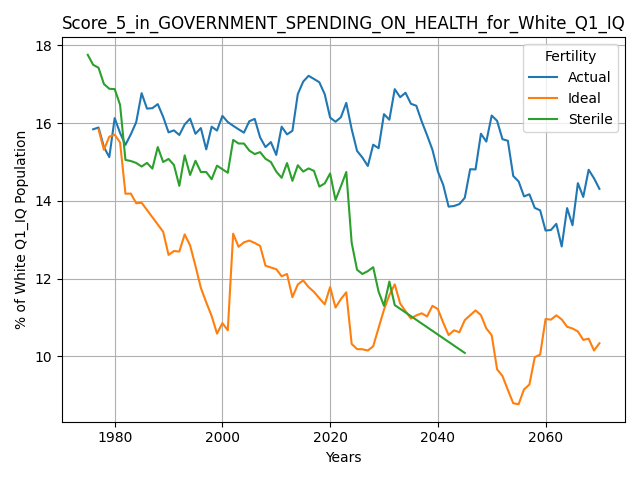 Score_5_in_GOVERNMENT_SPENDING_ON_HEALTH_for_White_Q1_IQ
Fertility
Actual
Ideal
Sterile
% of White Q1_IQ Population
18
16
14
12
10
1980
2000
2020
2040
2060
Years